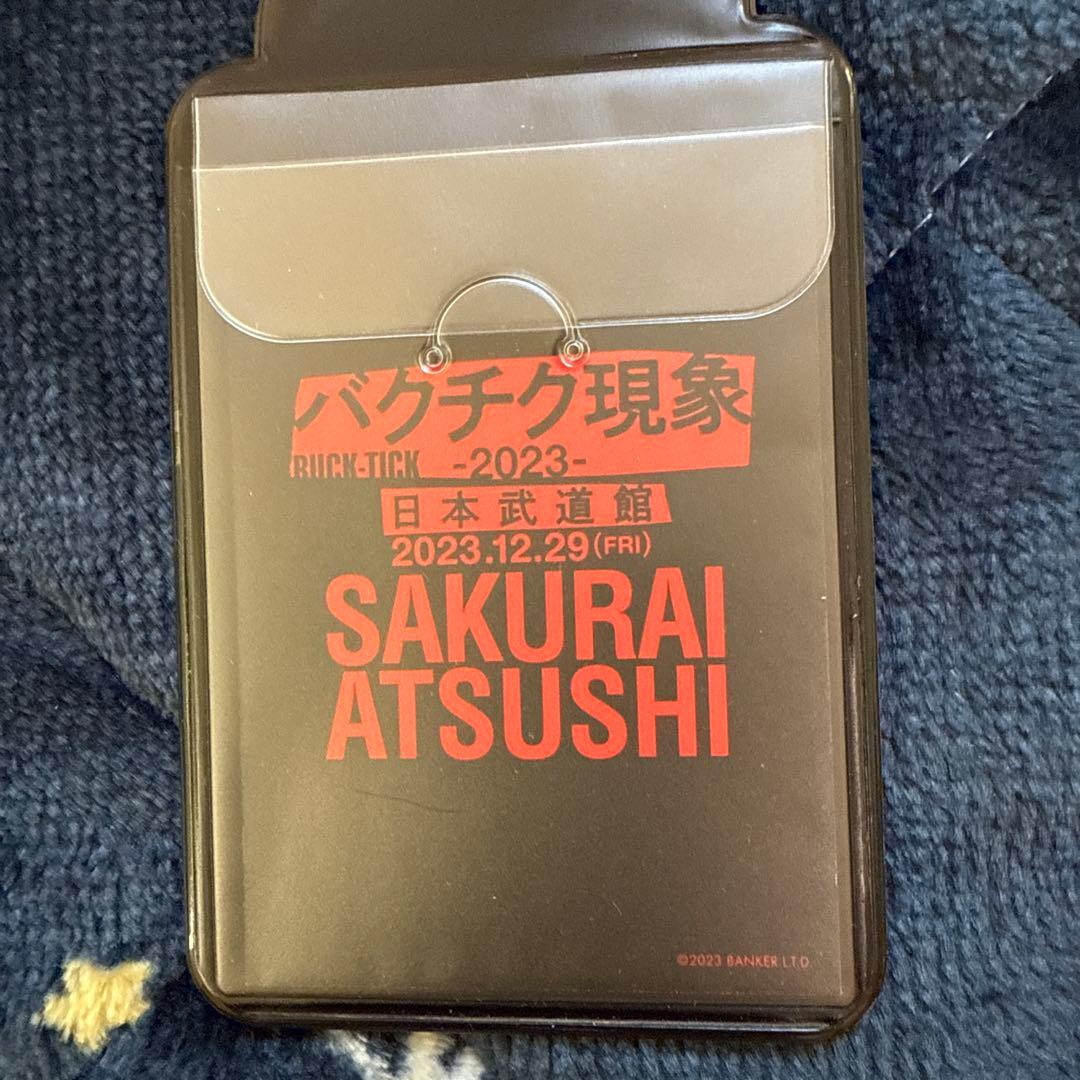 バクチク現象
BUCK-TICK -2023-
日本武道館
2023.12.29(FRI)
SAKURAI
ATSUSHI
©2023 BANKER LTD.